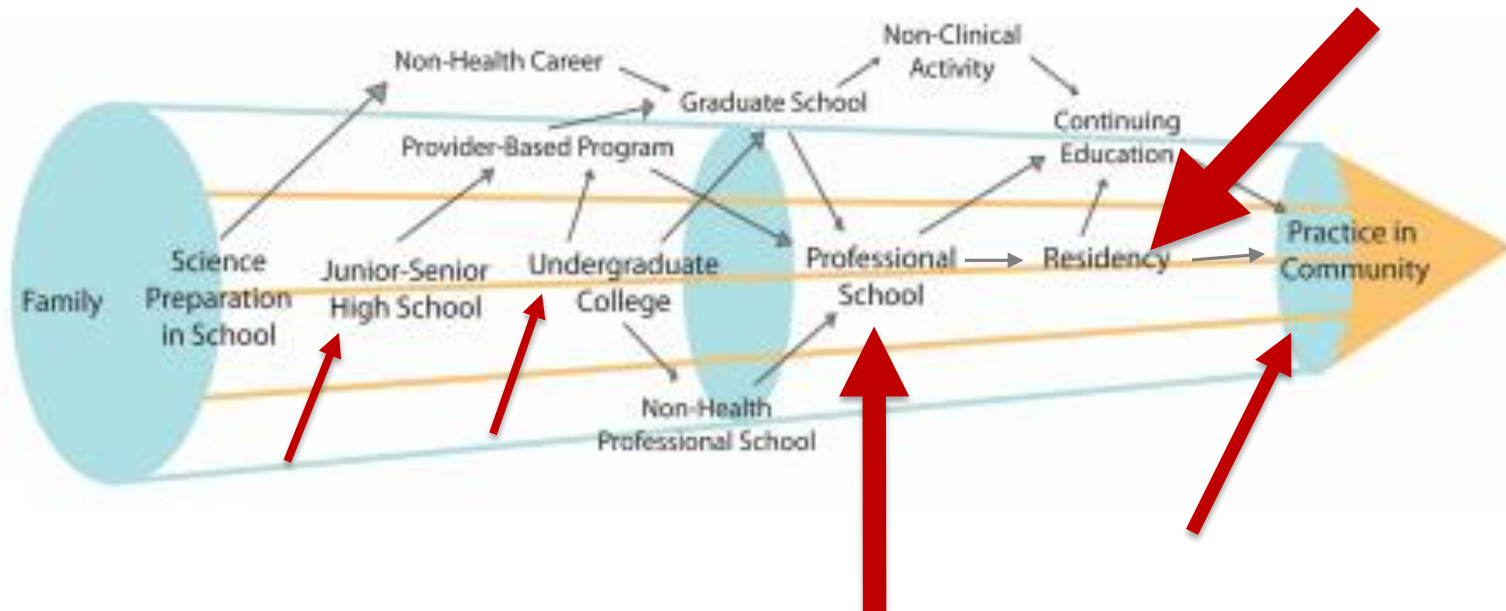 Non-Health Career
Non-Clinical
Activity
Graduate School
Provider-Based Program
Continuing
Education
Family
Science
Preparation
in School
Junior-Senior
High School
Undergraduate
College
Professional
School
Residency
Practice in
Community
Non-Health
Professional School